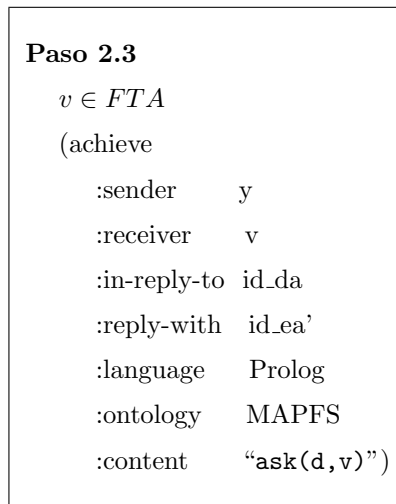 Paso 2.3
v ∈ FTA
(achieve
:sender y
:receiver v
:in-reply-to id_da
:reply-with id_ea’
:language Prolog
:ontology MAPFS
:content “ask(d,v)”)